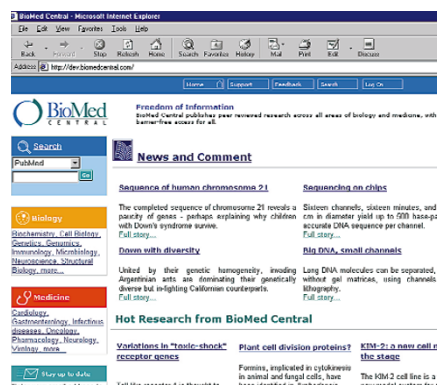 BioMed Central - Microsoft Internet Explorer
File Edit View Favorites Tools Help
Back Forward Stop Refresh Home Search Favorites History Mail Print Edit Discuss
Address http://dev.biomedcentral.com/
Home Support Feedback Search Log On
BioMed
CENTRAL
Freedom of Information
BioMed Central publishes peer reviewed research across all areas of biology and medicine, with
barrier-free access for all.
Search
PubMed
Go
News and Comment
Sequence of human chromosome 21
The completed sequence of chromosome 21 reveals a
paucity of genes - perhaps explaining why children
with Down's syndrome survive.
Full story...
Sequencing on chips
Sixteen channels, sixteen minutes, and
cm in diameter yield up to 500 base-pa
accurate DNA sequence per channel.
Full story...
Down with diversity
United by their genetic homogeneity, invading
Argentinian ants are dominating their genetically
diverse but in-fighting Californian counterparts.
Full story...
Big DNA, small channels
Long DNA molecules can be separated,
without gel matrices, using channels
lithography.
Full story...
Biology
Biochemistry, Cell Biology,
Genetics, Genomics,
Immunology, Microbiology,
Neuroscience, Structural
Biology, more...
Medicine
Cardiology,
Gastroenterology, Infectious
diseases, Oncology,
Pharmacology, Neurology,
Virology, more...
Stay up to date
Hot Research from BioMed Central
Variations in "toxic-shock"
receptor genes
Plant cell division proteins?
Formins, implicated in cytokinesis
in animal and fungal cells, have
KIM-2: a new cel
the stage
The KIM 2 cell line is a